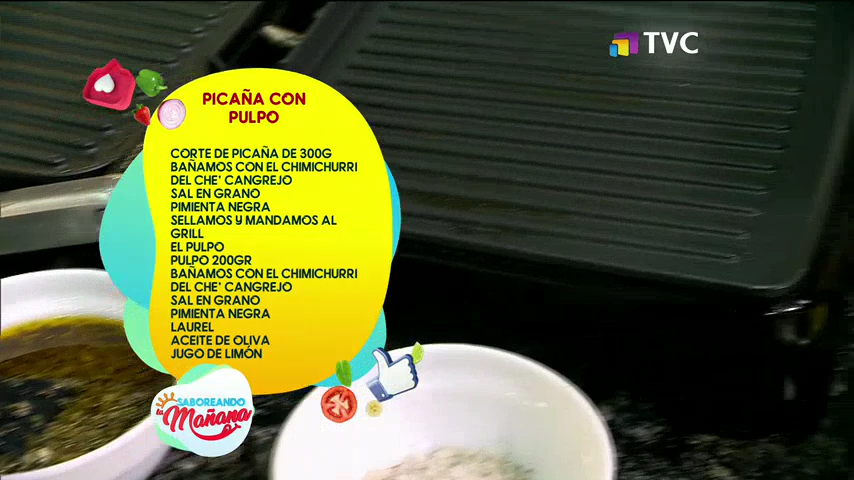 TVC
PICAÑA CON
PULPO
CORTE DE PICAÑA DE 300G
BAÑAMOS CON EL CHIMICHURRI
DEL CHE' CANGREJO
SAL EN GRANO
PIMIENTA NEGRA
SELLAMOS Y MANDAMOS AL
GRILL
EL PULPO
PULPO 200GR
BAÑAMOS CON EL CHIMICHURRI
DEL CHE' CANGREJO
SAL EN GRANO
PIMIENTA NEGRA
LAUREL
ACEITE DE OLIVA
JUGO DE LIMÓN
SABOREANDO
Mañana